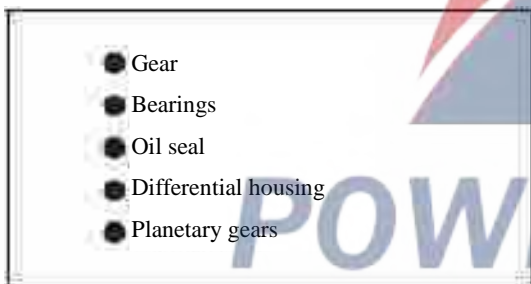 Gear
Bearings
Oil seal
Differential housing
Planetary gears
POW